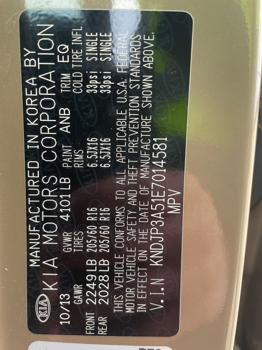 MANUFACTURED IN KOREA BY
KIA MOTORS CORPORATION
10/13 GVWR 4101LB PAINT ANB TRIM EQ
GAWR TIRES RIMS COLD TIRE INFL
FRONT 2249LB 205/60 R16 6.5JX16 33psi SINGLE
REAR 2028LB 205/60 R16 6.5JX16 33psi SINGLE
THIS VEHICLE CONFORMS TO ALL APPLICABLE U.S.A. FEDERAL
MOTOR VEHICLE SAFETY AND THEFT PREVENTION STANDARDS
IN EFFECT ON THE DATE OF MANUFACTURE SHOWN ABOVE.
V.I.N KNDJP3A51E7014581
MPV
KIA